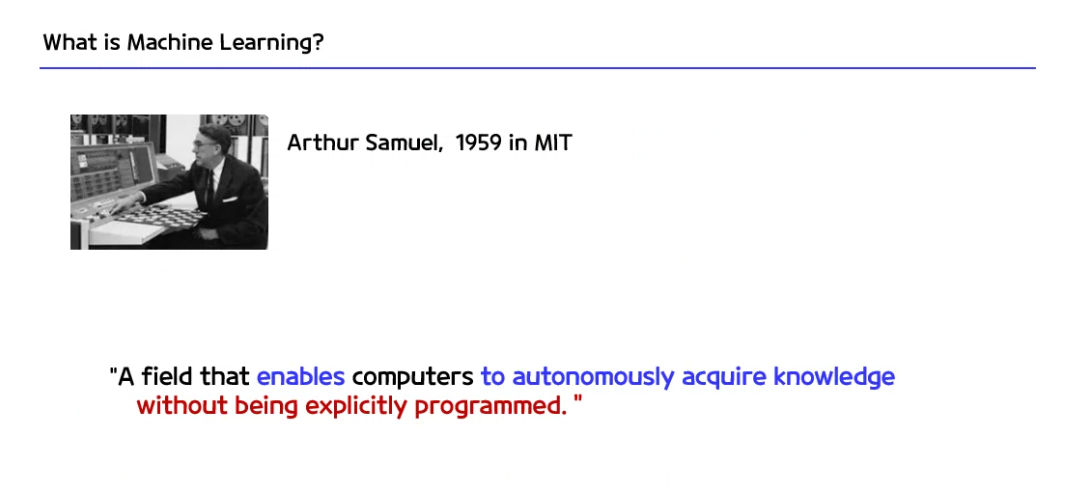 What is Machine Learning?
Arthur Samuel, 1959 in MIT
"A field that enables computers to autonomously acquire knowledge
without being explicitly programmed. "